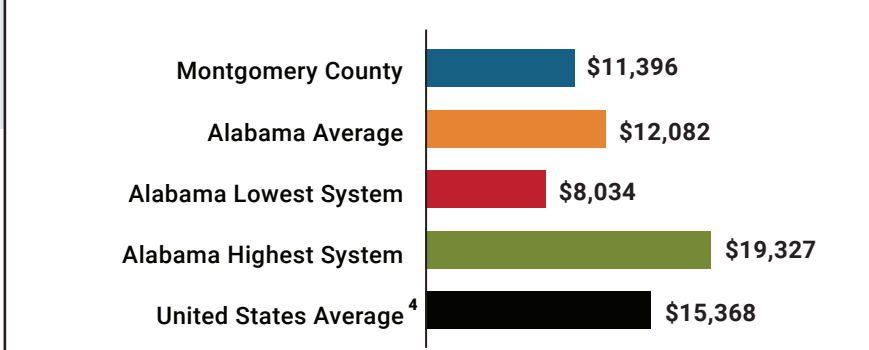 Montgomery County $11,396
Alabama Average $12,082
Alabama Lowest System $8,034
Alabama Highest System $19,327
United States Average ⁴ $15,368